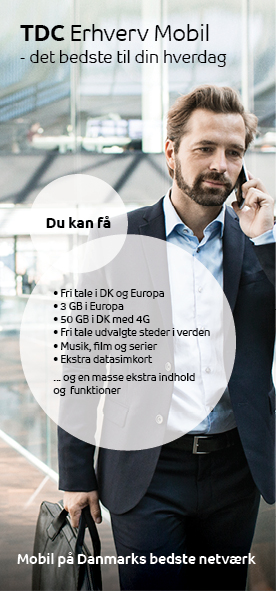 TDC Erhverv Mobil
- det bedste til din hverdag
Du kan få
• Fri tale i DK og Europa
• 3 GB i Europa
• 50 GB i DK med 4G
• Fri tale udvalgte steder i verden
• Musik, film og serier
• Ekstra datasimkort
... og en masse ekstra indhold
og funktioner
Mobil på Danmarks bedste netværk